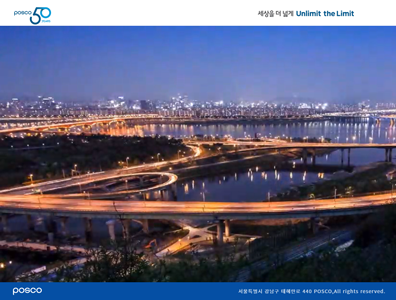 posco 50
세상을 더 넓게 Unlimit the Limit
posco
서울특별시 강남구 테헤란로 440 POSCO,All rights reserved.